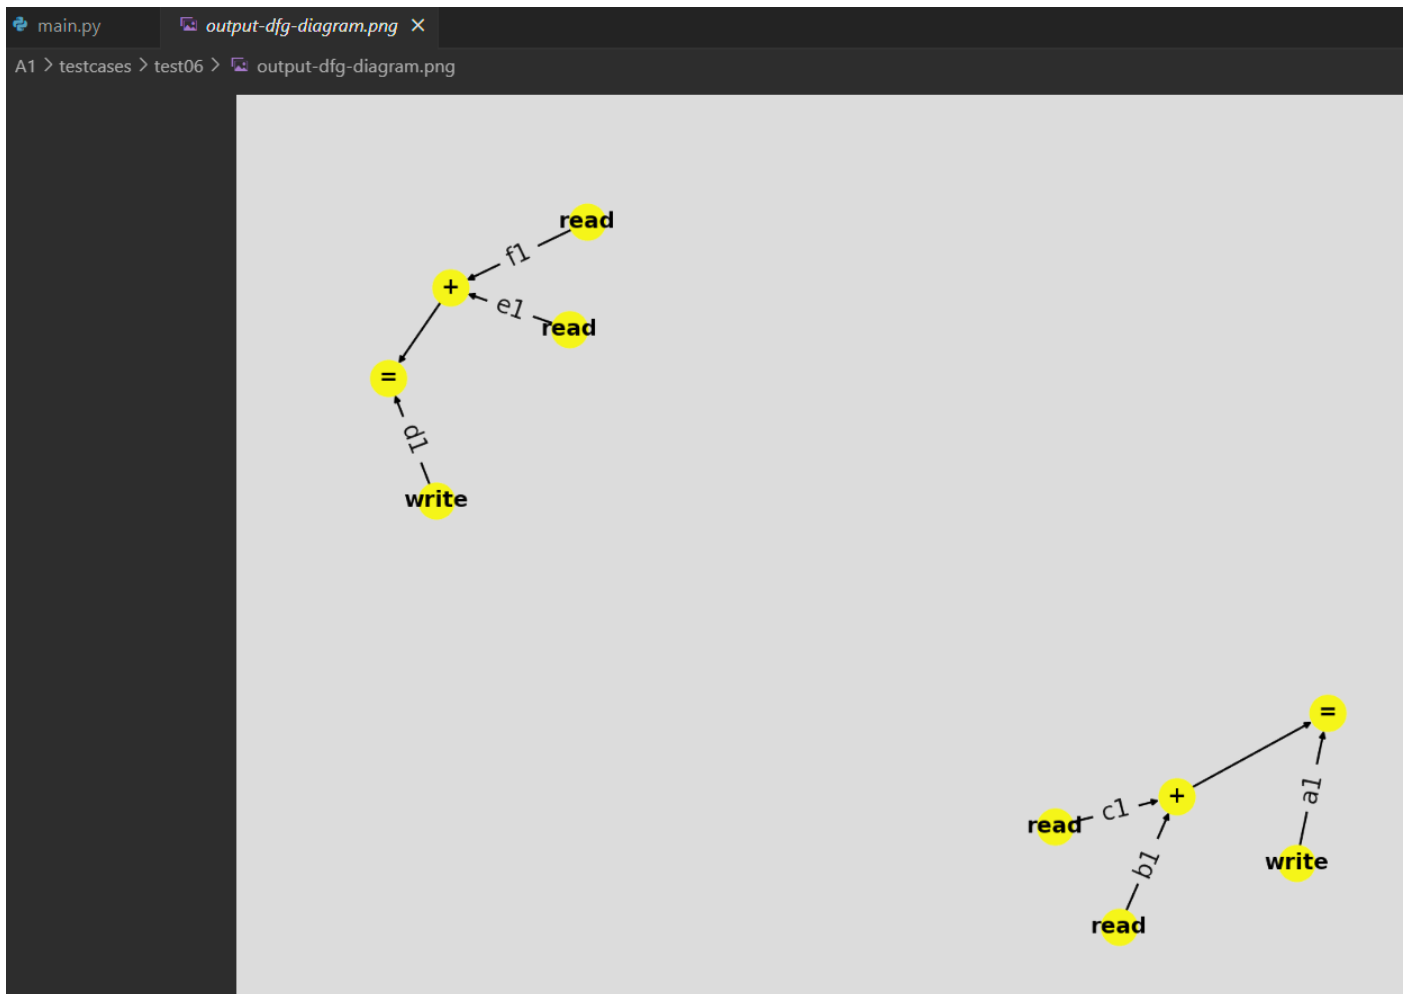 main.py
output-dfg-diagram.png
A1 > testcases > test06 > output-dfg-diagram.png
read
f1
+
e1
read
=
d1
write
=
+
a1
c1
read
b1
write
read